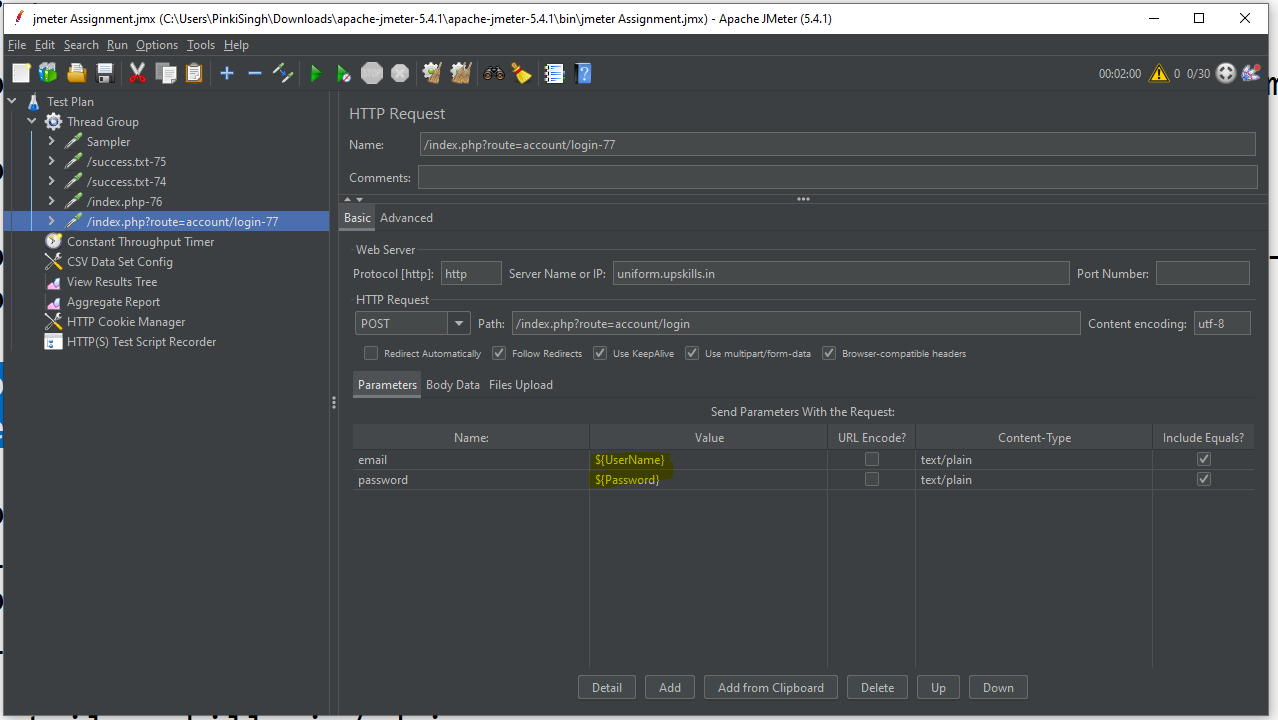 jmeter Assignment.jmx (C:\Users\PinkiSingh\Downloads\apache-jmeter-5.4.1\apache-jmeter-5.4.1\bin\jmeter Assignment.jmx) - Apache JMeter (5.4.1)
File Edit Search Run Options Tools Help
STOP 00:02:00 0 0/30
Test Plan
Thread Group
Sampler
/success.txt-75
/success.txt-74
/index.php-76
/index.php?route=account/login-77
Constant Throughput Timer
CSV Data Set Config
View Results Tree
Aggregate Report
HTTP Cookie Manager
HTTP(S) Test Script Recorder
HTTP Request
Name: /index.php?route=account/login-77
Comments:
Basic Advanced
Web Server
Protocol [http]: http Server Name or IP: uniform.upskills.in Port Number:
HTTP Request
POST Path: /index.php?route=account/login Content encoding: utf-8
Redirect Automatically Follow Redirects Use KeepAlive Use multipart/form-data Browser-compatible headers
Parameters Body Data Files Upload
Send Parameters With the Request:
Name: Value URL Encode? Content-Type Include Equals?
email ${UserName} text/plain
password ${Password} text/plain
Detail Add Add from Clipboard Delete Up Down